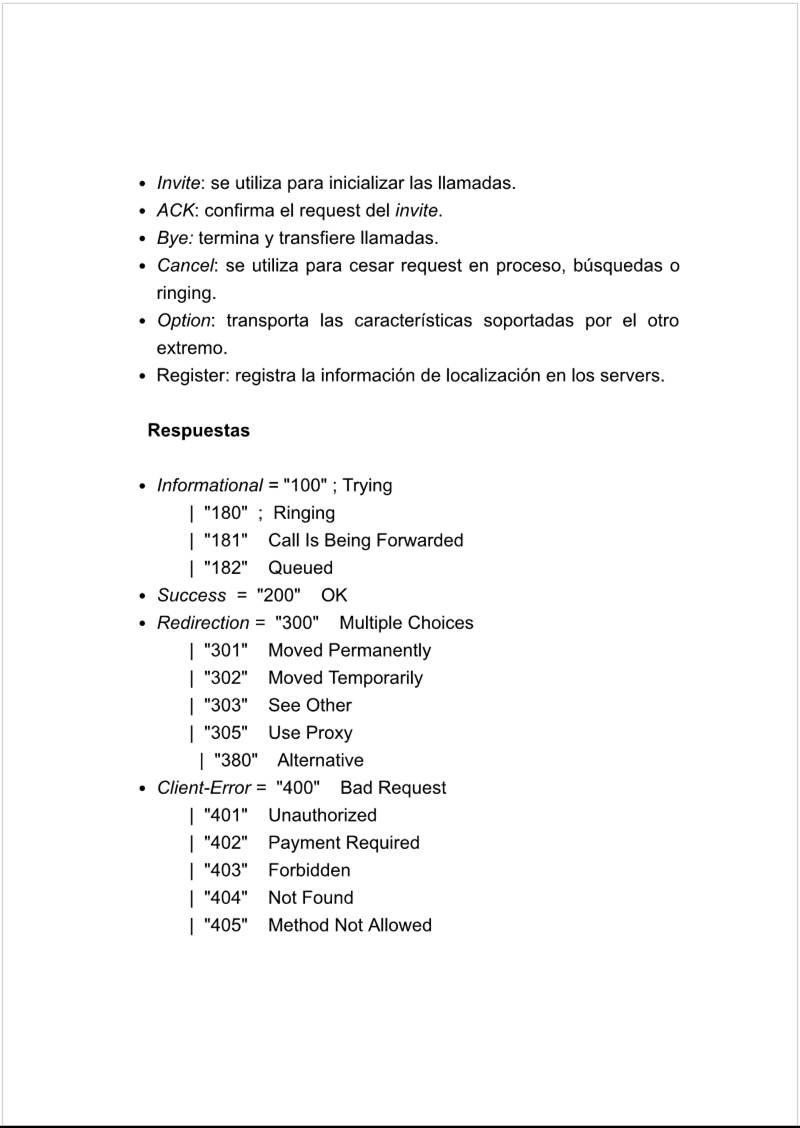 • Invite: se utiliza para inicializar las llamadas.
• ACK: confirma el request del invite.
• Bye: termina y transfiere llamadas.
• Cancel: se utiliza para cesar request en proceso, búsquedas o
ringing.
• Option: transporta las características soportadas por el otro
extremo.
• Register: registra la información de localización en los servers.
Respuestas
• Informational = "100" ; Trying
| "180" ; Ringing
| "181" Call Is Being Forwarded
| "182" Queued
• Success = "200" OK
• Redirection = "300" Multiple Choices
| "301" Moved Permanently
| "302" Moved Temporarily
| "303" See Other
| "305" Use Proxy
| "380" Alternative
• Client-Error = "400" Bad Request
| "401" Unauthorized
| "402" Payment Required
| "403" Forbidden
| "404" Not Found
| "405" Method Not Allowed